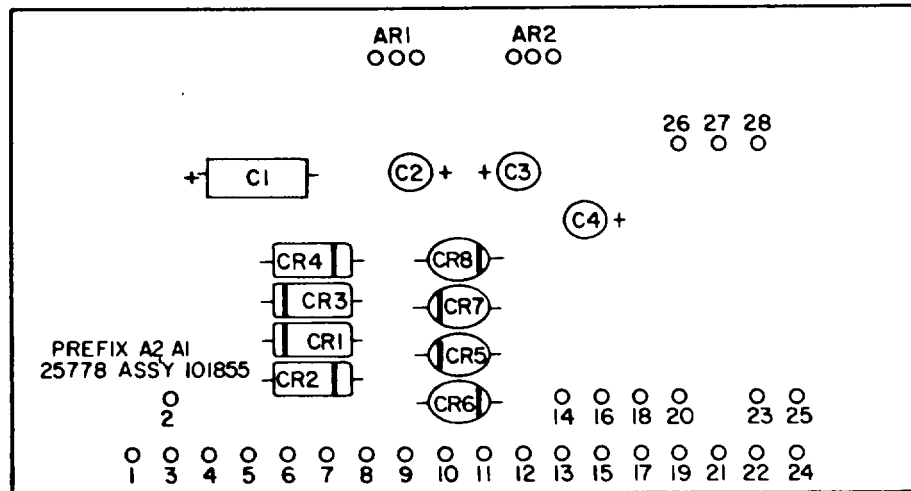 AR1 AR2
26 27 28
+ C1
C2 + + C3
C4 +
CR4 CR8
CR3 CR7
PREFIX A2 A1 CR1 CR5
25778 ASSY 101855
CR2 CR6
2 14 16 18 20 23 25
1 3 4 5 6 7 8 9 10 11 12 13 15 17 19 21 22 24